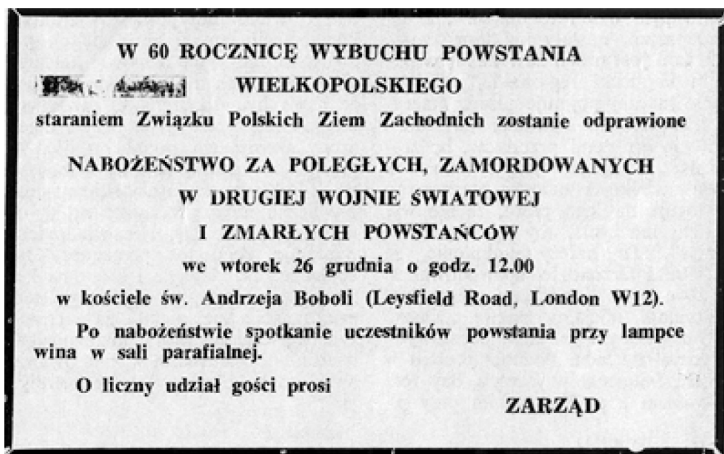 W 60 ROCZNICĘ WYBUCHU POWSTANIA
WIELKOPOLSKIEGO
staraniem Związku Polskich Ziem Zachodnich zostanie odprawione
NABOŻEŃSTWO ZA POLEGŁYCH, ZAMORDOWANYCH
W DRUGIEJ WOJNIE ŚWIATOWEJ
I ZMARŁYCH POWSTAŃCÓW
we wtorek 26 grudnia o godz. 12.00
w kościele św. Andrzeja Boboli (Leysfield Road, London W12).
Po nabożeństwie spotkanie uczestników powstania przy lampce
wina w sali parafialnej.
O liczny udział gości prosi
ZARZĄD